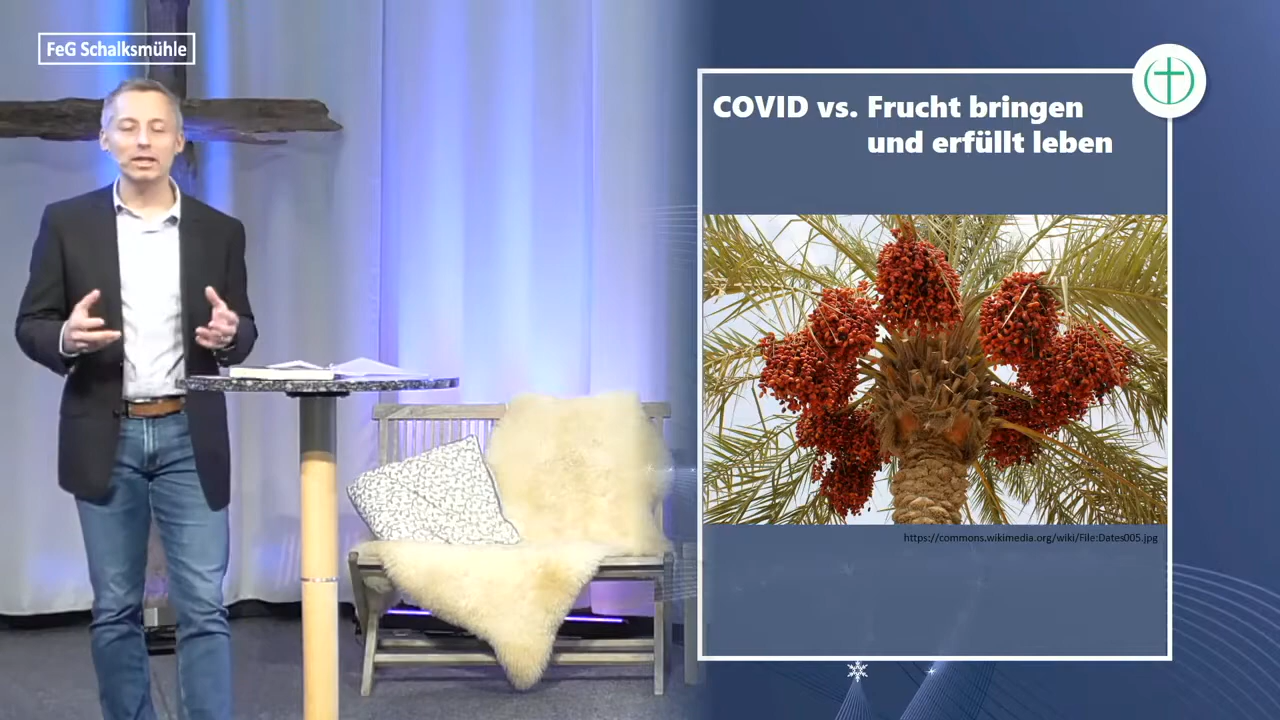 FeG Schalksmühle
COVID vs. Frucht bringen
und erfüllt leben
https://commons.wikimedia.org/wiki/File:Dates005.jpg